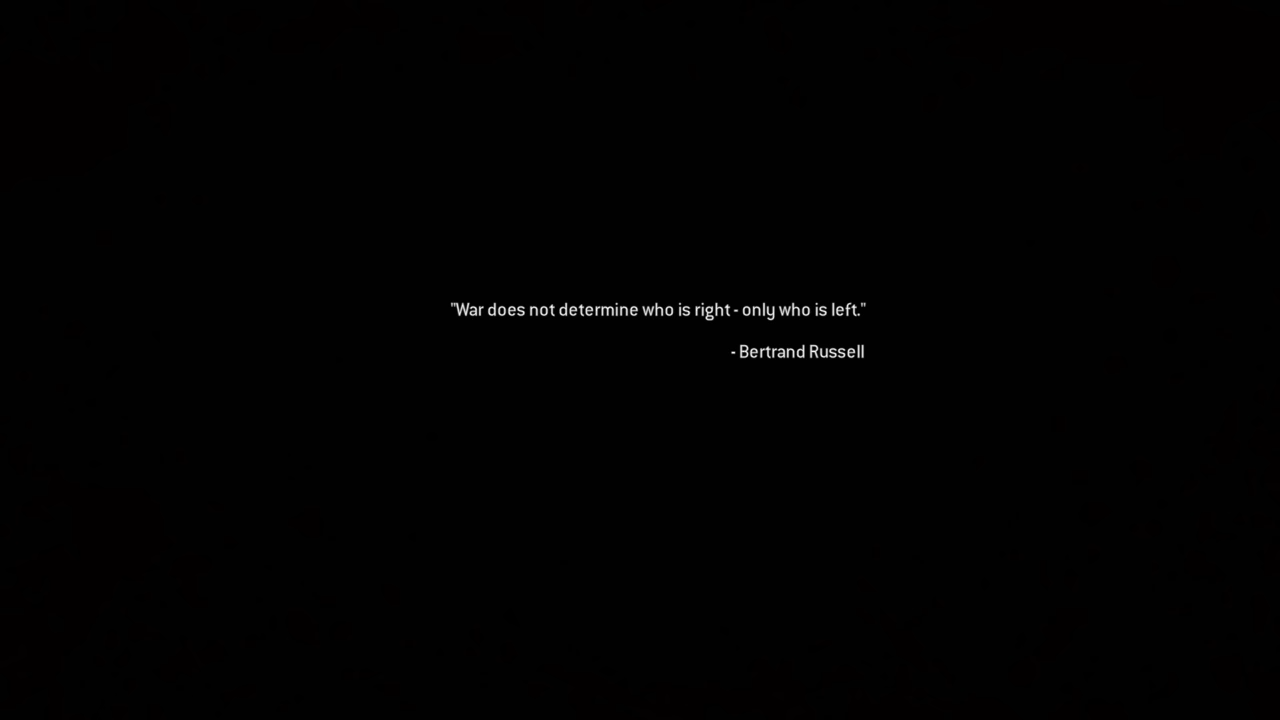 "War does not determine who is right - only who is left."
- Bertrand Russell